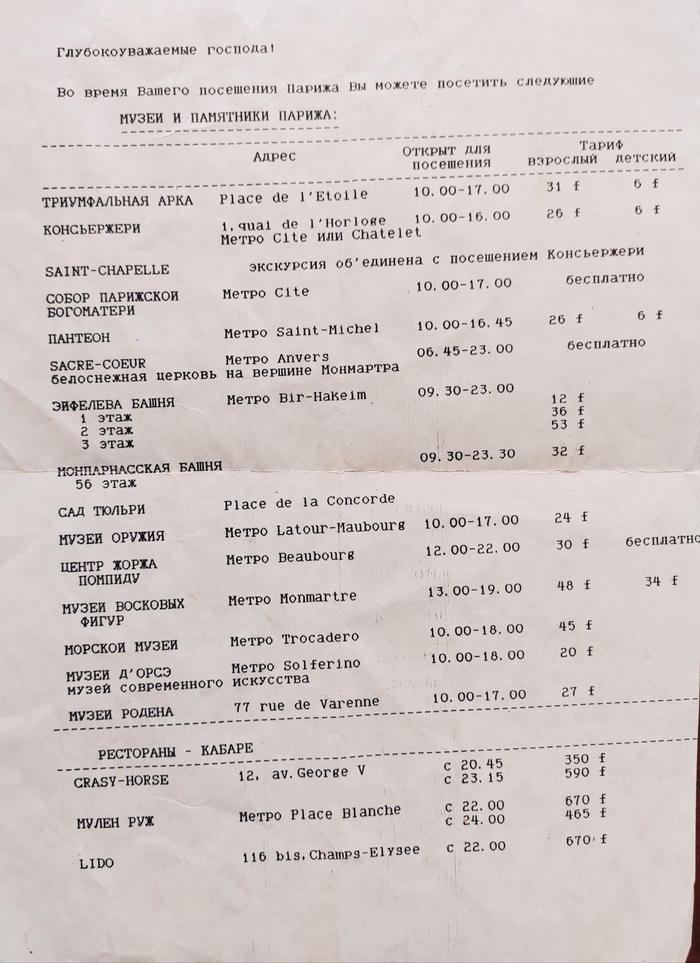 Глубокоуважаемые господа!
Во время Вашего посещения Парижа Вы можете посетить следующие
МУЗЕИ И ПАМЯТНИКИ ПАРИЖА:
Адрес ОТКРЫТ ДЛЯ Тариф
посещения взрослый детский
ТРИУМФАЛЬНАЯ АРКА Place de l'Etoile 10.00-17.00 31 f 6 f
КОНСЬЕРЖЕРИ 1,quai de l'Horloge 10.00-16.00 26 f 6 f
Метро Cite или Chatelet
SAINT-CHAPELLE экскурсия об'единена с посещением Консьержери
СОБОР ПАРИЖСКОЙ Метро Cite 10.00-17.00 бесплатно
БОГОМАТЕРИ
ПАНТЕОН Метро Saint-Michel 10.00-16.45 26 f 6 f
SACRE-COEUR Метро Anvers 06.45-23.00 бесплатно
белоснежная церковь на вершине Монмартра
ЭЙФЕЛЕВА БАШНЯ Метро Bir-Hakeim 09.30-23.00
1 этаж 12 f
2 этаж 36 f
3 этаж 53 f
МОНПАРНАССКАЯ БАШНЯ 09.30-23.30 32 f
56 этаж
САД ТЮЛЬРИ Place de la Concorde
МУЗЕИ ОРУЖИЯ Метро Latour-Maubourg 10.00-17.00 24 f
ЦЕНТР ЖОРЖА Метро Beaubourg 12.00-22.00 30 f бесплатно
ПОМПИДУ
МУЗЕИ ВОСКОВЫХ Метро Monmartre 13.00-19.00 48 f 34 f
ФИГУР
МОРСКОЙ МУЗЕИ Метро Trocadero 10.00-18.00 45 f
МУЗЕИ Д'ОРСЭ Метро Solferino 10.00-18.00 20 f
музей современного искусства
МУЗЕИ РОДЕНА 77 rue de Varenne 10.00-17.00 27 f
РЕСТОРАНЫ - КАБАРЕ
CRASY-HORSE 12, av.George V с 20.45 350 f
с 23.15 590 f
МУЛЕН РУЖ Метро Place Blanche с 22.00 670 f
с 24.00 465 f
LIDO 116 bis,Champs-Elysee с 22.00 670 f